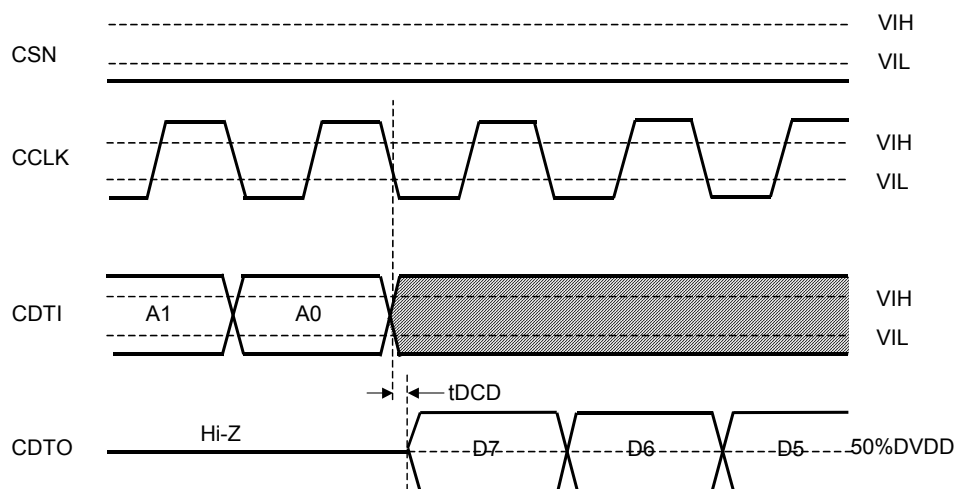 VIH
CSN
VIL
VIH
CCLK
VIL
VIH
CDTI A1 A0
VIL
tDCD
Hi-Z
CDTO D7 D6 D5 50%DVDD